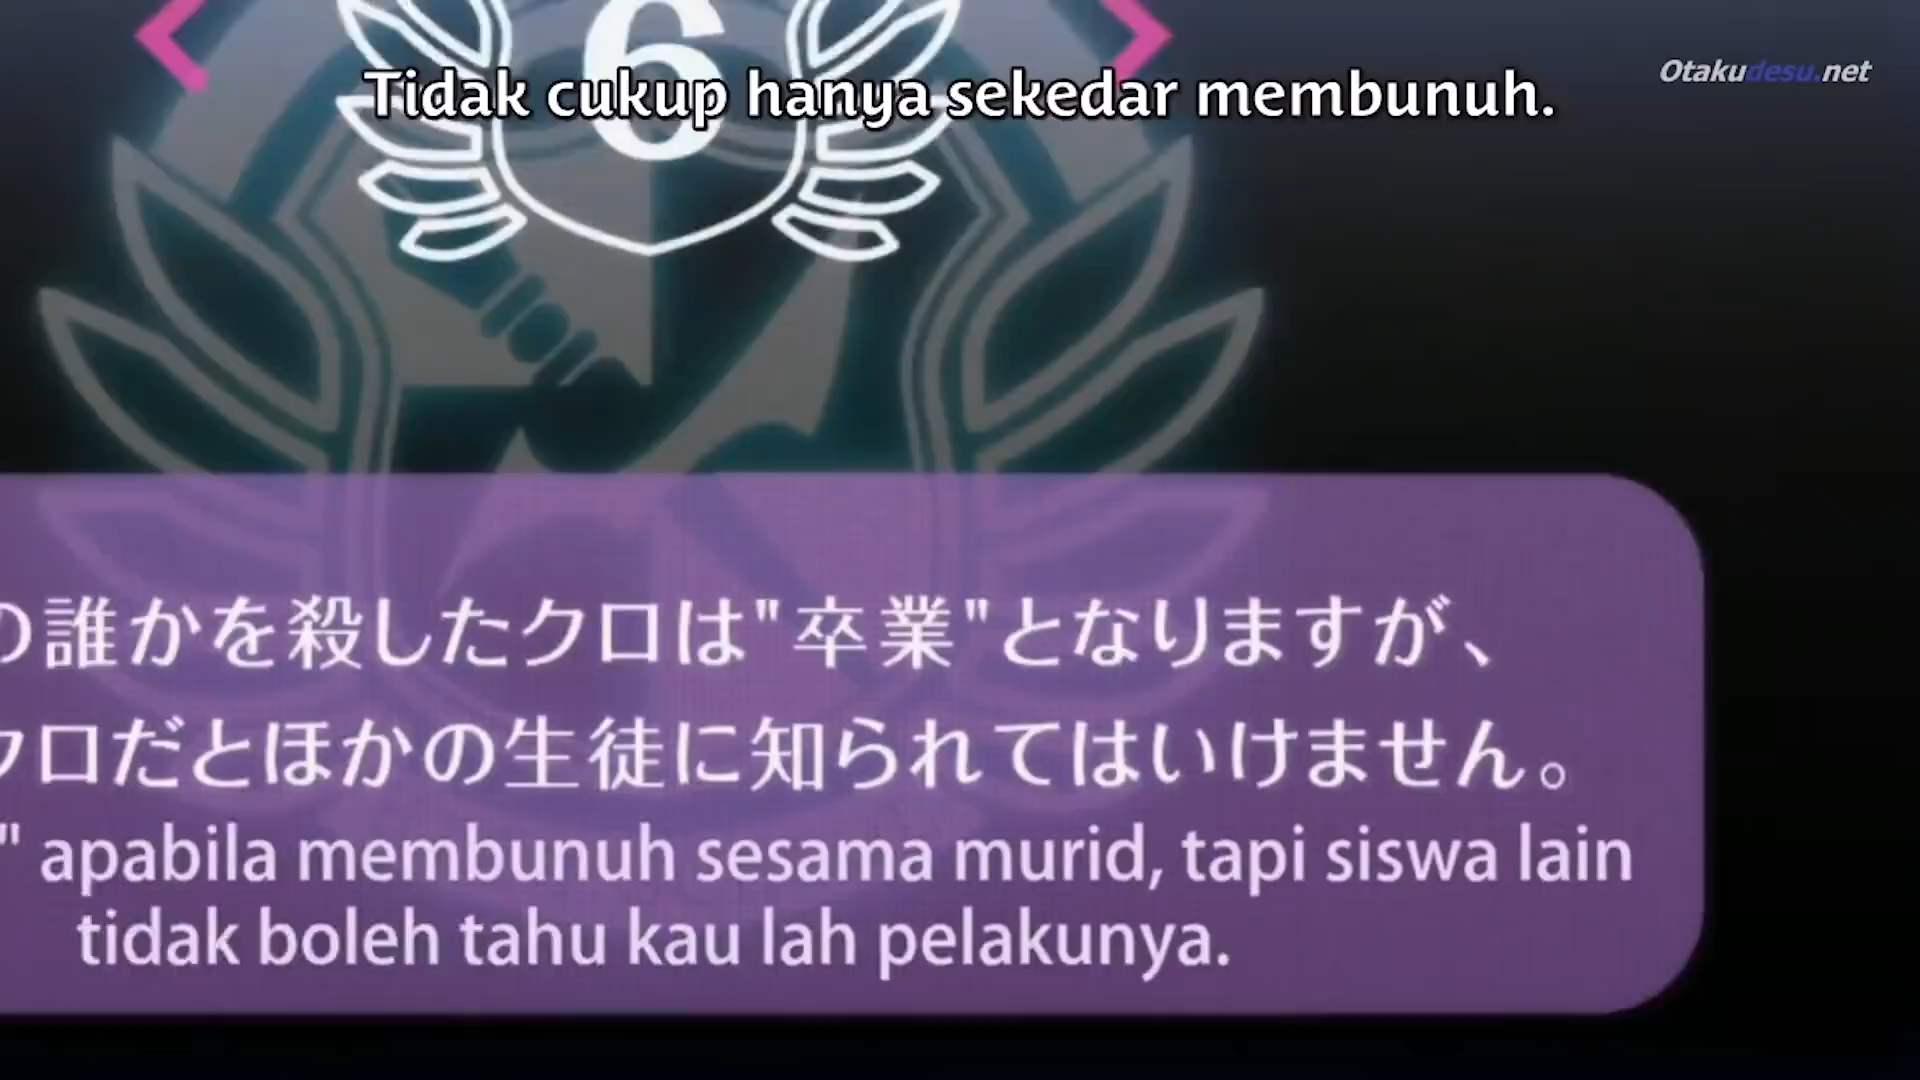 6
Tidak cukup hanya sekedar membunuh.
Otakudesu.net
の誰かを殺したクロは"卒業"となりますが、
クロだとほかの生徒に知られてはいけません。
" apabila membunuh sesama murid, tapi siswa lain
tidak boleh tahu kau lah pelakunya.